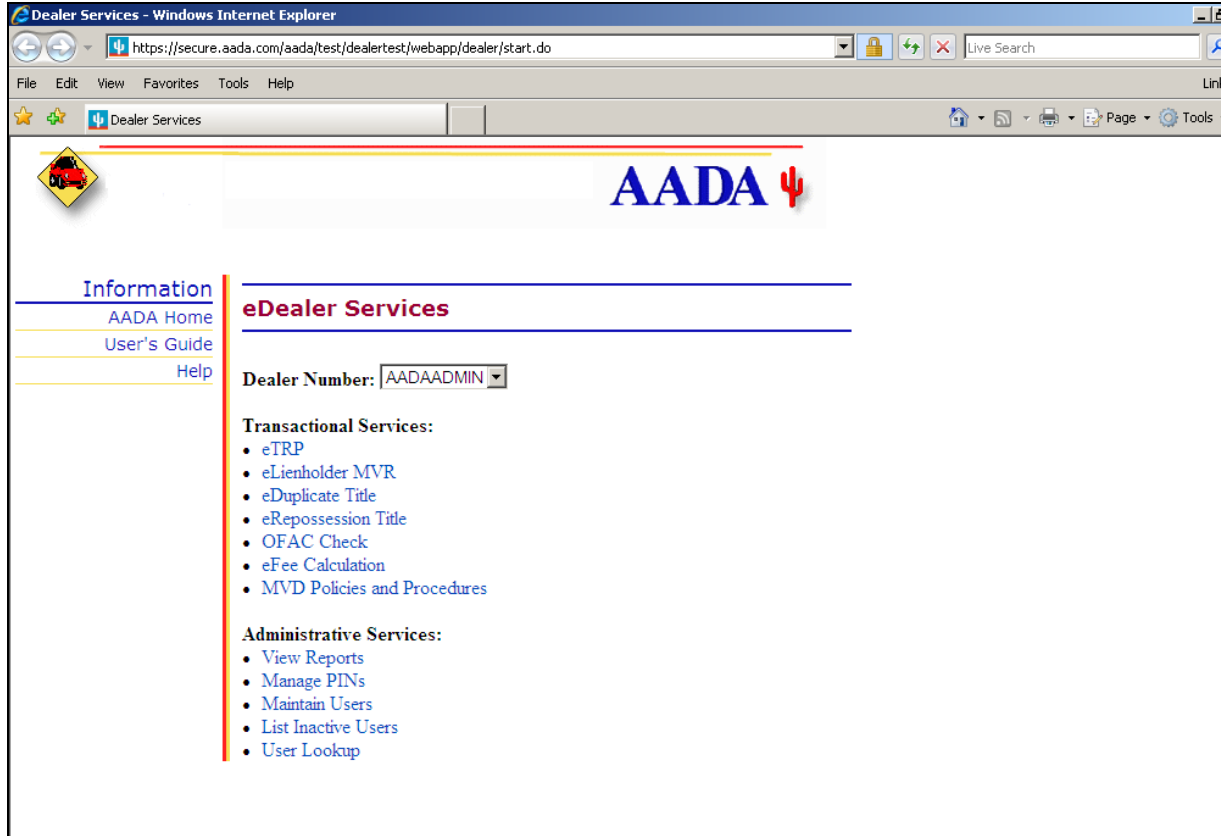 Dealer Services - Windows Internet Explorer
https://secure.aada.com/aada/test/dealertest/webapp/dealer/start.do
Live Search
File Edit View Favorites Tools Help
Dealer Services
Page Tools
AADA
Information
AADA Home
User's Guide
Help
eDealer Services
Dealer Number: AADAADMIN
Transactional Services:
• eTRP
• eLienholder MVR
• eDuplicate Title
• eRepossession Title
• OFAC Check
• eFee Calculation
• MVD Policies and Procedures
Administrative Services:
• View Reports
• Manage PINs
• Maintain Users
• List Inactive Users
• User Lookup